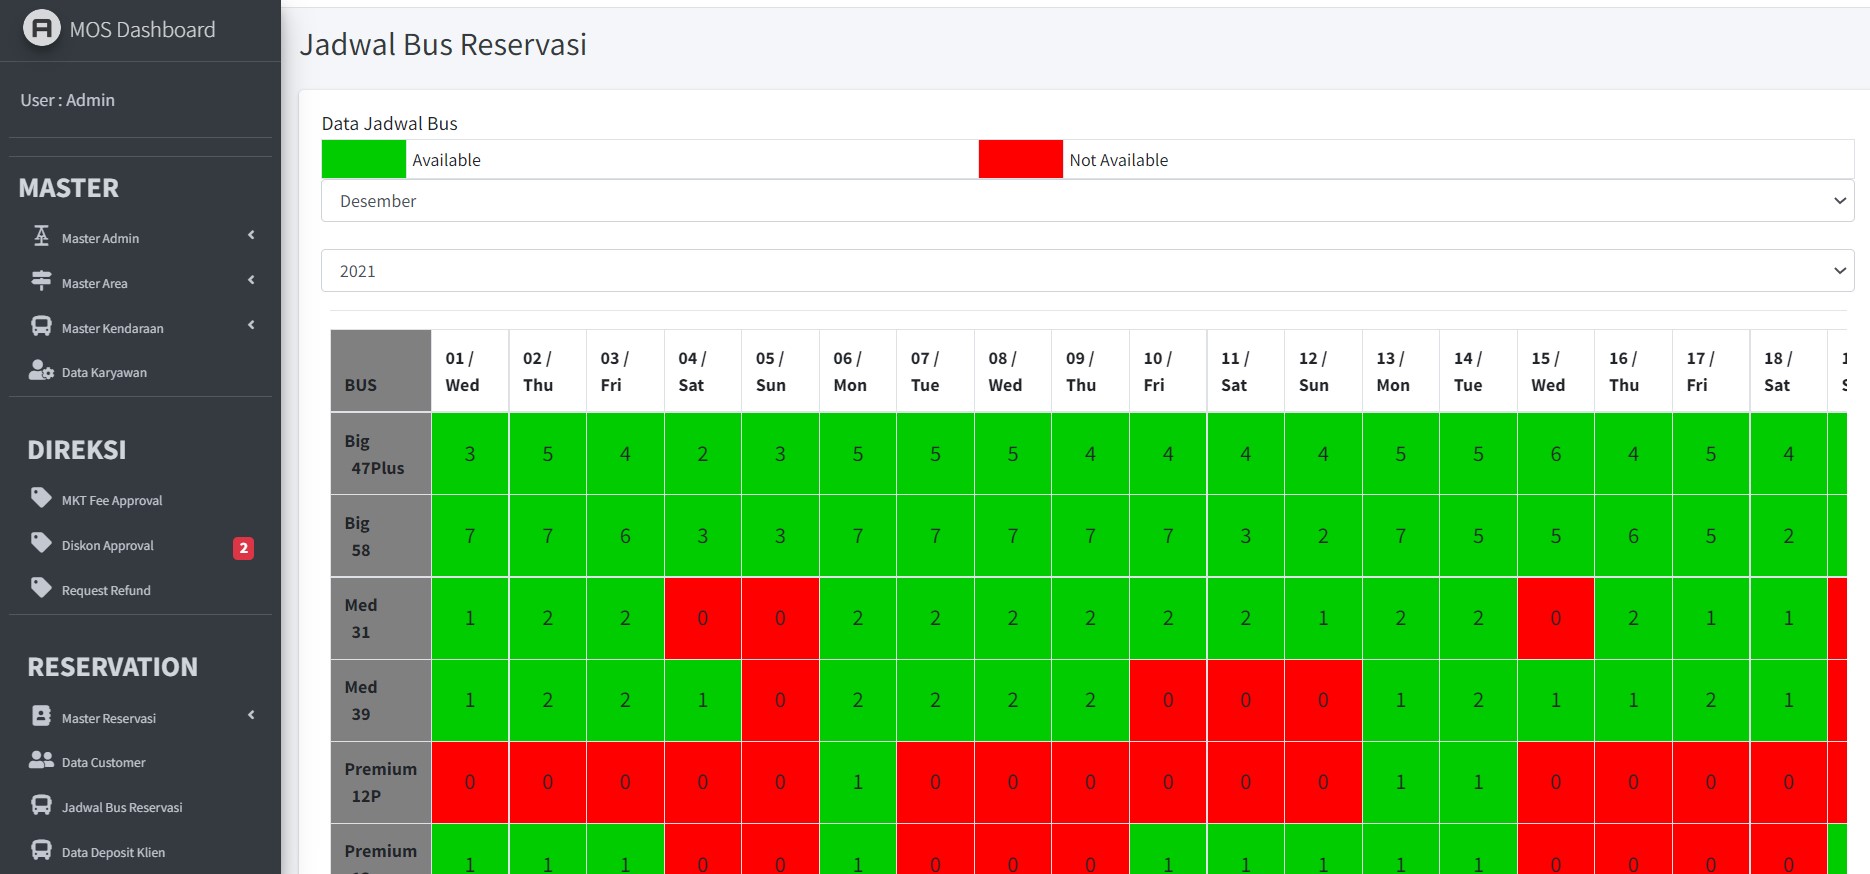 MOS Dashboard
User : Admin
MASTER
Master Admin
Master Area
Master Kendaraan
Data Karyawan
DIREKSI
MKT Fee Approval
Diskon Approval 2
Request Refund
RESERVATION
Master Reservasi
Data Customer
Jadwal Bus Reservasi
Data Deposit Klien
Jadwal Bus Reservasi
Data Jadwal Bus
Available Not Available
Desember
2021
01 / 02 / 03 / 04 / 05 / 06 / 07 / 08 / 09 / 10 / 11 / 12 / 13 / 14 / 15 / 16 / 17 / 18 /
BUS Wed Thu Fri Sat Sun Mon Tue Wed Thu Fri Sat Sun Mon Tue Wed Thu Fri Sat
Big
47Plus 3 5 4 2 3 5 5 5 4 4 4 4 5 5 6 4 5 4
Big
58 7 7 6 3 3 7 7 7 7 7 3 2 7 5 5 6 5 2
Med
31 1 2 2 0 0 2 2 2 2 2 2 1 2 2 0 2 1 1
Med
39 1 2 2 1 0 2 2 2 2 0 0 0 1 2 1 1 2 1
Premium
12P 0 0 0 0 0 1 0 0 0 0 0 0 1 1 0 0 0 0
Premium
1 1 1 0 0 1 0 0 0 1 1 1 1 1 0 0 0 0